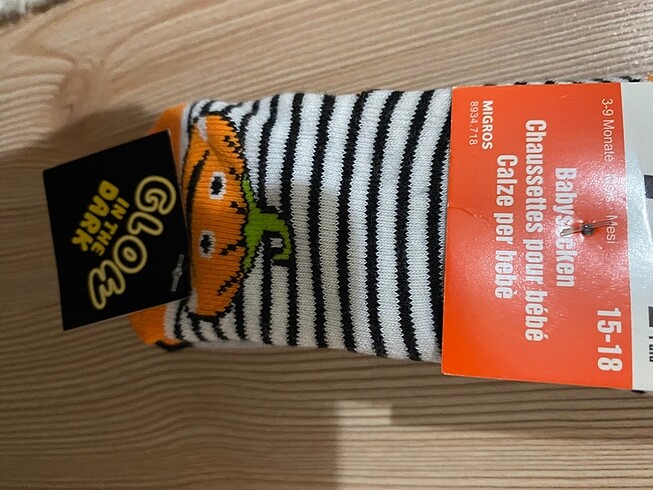 GLOW
IN THE
DARK
MIGROS
8934 718
3-9 Monate
Mesi
Babysocken
Chaussettes pour bébé
Calze per bebè
15-18